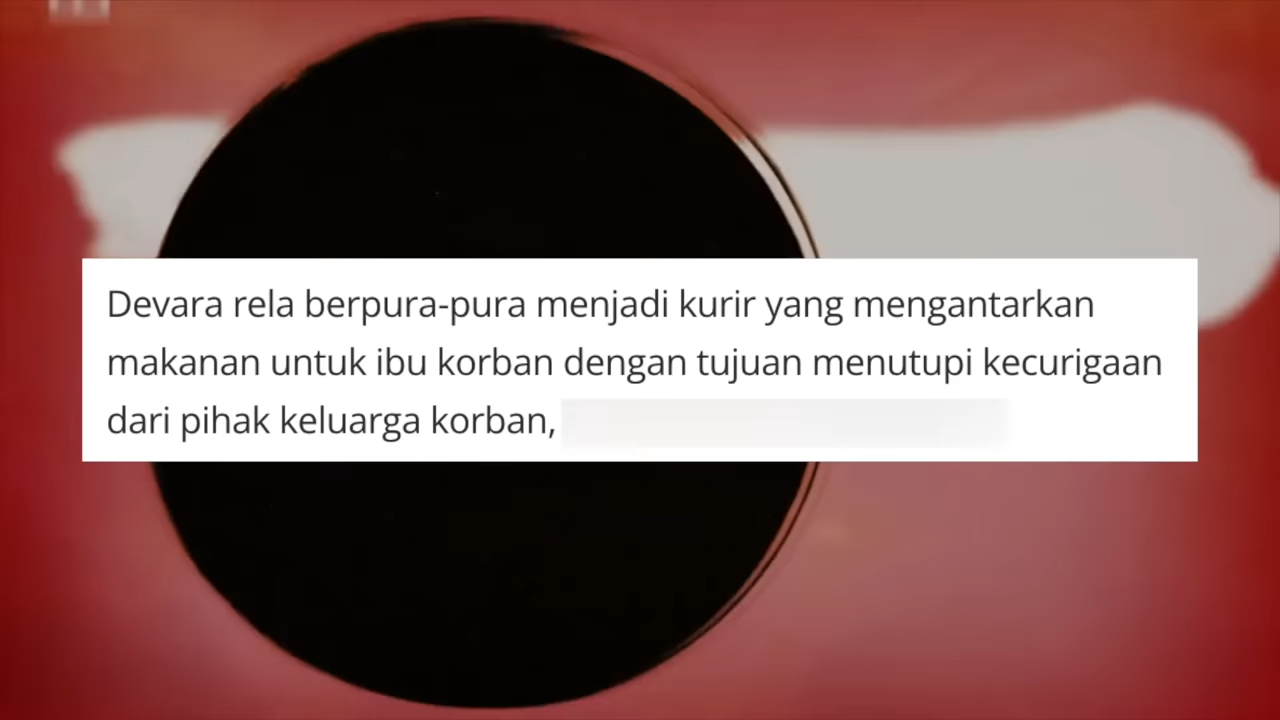 Devara rela berpura-pura menjadi kurir yang mengantarkan
makanan untuk ibu korban dengan tujuan menutupi kecurigaan
dari pihak keluarga korban,